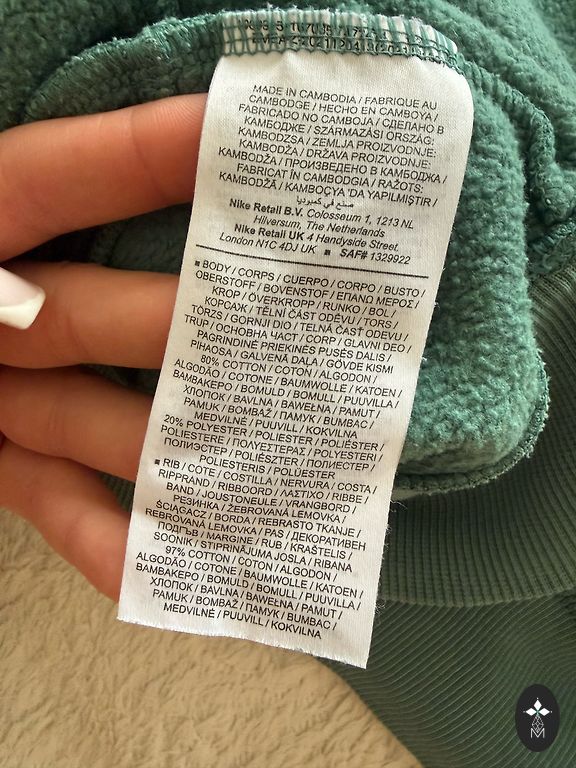 MADE IN CAMBODIA / FABRIQUE AU
CAMBODGE / HECHO EN CAMBOYA /
FABRICADO NO CAMBOJA / СДЕЛАНО В
КАМБОДЖЕ / SZÁRMAZÁSI ORSZÁG:
KAMBODZSA / ZEMLJA PROIZVODNJE:
KAMBODŽA / DRŽAVA PROIZVODNJE:
KAMBODŽA / ПРОИЗВЕДЕНО В КАМБОДЖА /
FABRICAT ÎN CAMBODGIA / RAŽOTS:
KAMBODŽĀ / KAMBOÇYA 'DA YAPILMIŞTIR /
صنع في كمبوديا
Nike Retail B.V. Colosseum 1, 1213 NL
Hilversum, The Netherlands
Nike Retail UK 4 Handyside Street,
London N1C 4DJ UK ■ SAF# 1329922
■ BODY / CORPS / CUERPO / CORPO / BUSTO /
OBERSTOFF / BOVENSTOF / ΕΠΑΝΩ ΜΕΡΟΣ /
KROP / ÖVERKROPP / RUNKO / BOL /
КОРСАЖ / TĚLNÍ ČÁST ODĚVU / TORS /
TÖRZS / GORNJI DIO / TELNÁ ČASŤ ODEVU /
TRUP / ОСНОВНА ЧАСТ / CORP / GLAVNI DEO /
PAGRINDINĖ PRIEKINĖS PUSĖS DALIS /
PIHAOSA / GALVENĀ DAĻA / GÖVDE KISMI
80% COTTON / COTON / ALGODON /
ALGODÃO / COTONE / BAUMWOLLE / KATOEN /
ΒΑΜΒΑΚΕΡΟ / BOMULD / BOMULL / PUUVILLA /
ХЛОПОК / BAVLNA / BAWEŁNA / PAMUT /
PAMUK / BOMBAŽ / ПАМУК / BUMBAC /
MEDVILNĖ / PUUVILL / KOKVILNA
20% POLYESTER / POLIESTER / POLIÉSTER /
POLIESTERE / ΠΟΛΥΕΣΤΕΡΑΣ / POLYESTERI /
ПОЛИЭСТЕР / POLIÉSZTER / ПОЛИЕСТЕР /
POLIESTERIS / POLÜESTER
■ RIB / COTE / COSTILLA / NERVURA / COSTA /
RIPPRAND / RIBBOORD / ΛΑΣΤΙΧΟ / RIBBE /
BAND / JOUSTONEULE / VRANGBORD /
РЕЗИНКА / ŽEBROVANÁ LEMOVKA /
ŚCIĄGACZ / BORDA / REBRASTO TKANJE /
REBROVANÁ LEMOVKA / PAS / ДЕКОРАТИВЕН
ПОДГЪВ / MARGINE / RUB / KRAŠTELIS /
SOONIK / STIPRINĀJUMA JOSLA / RIBANA
97% COTTON / COTON / ALGODON /
ALGODÃO / COTONE / BAUMWOLLE / KATOEN /
ΒΑΜΒΑΚΕΡΟ / BOMULD / BOMULL / PUUVILLA /
ХЛОПОК / BAVLNA / BAWEŁNA / PAMUT /
PAMUK / BOMBAŽ / ПАМУК / BUMBAC /
MEDVILNĖ / PUUVILL / KOKVILNA
M